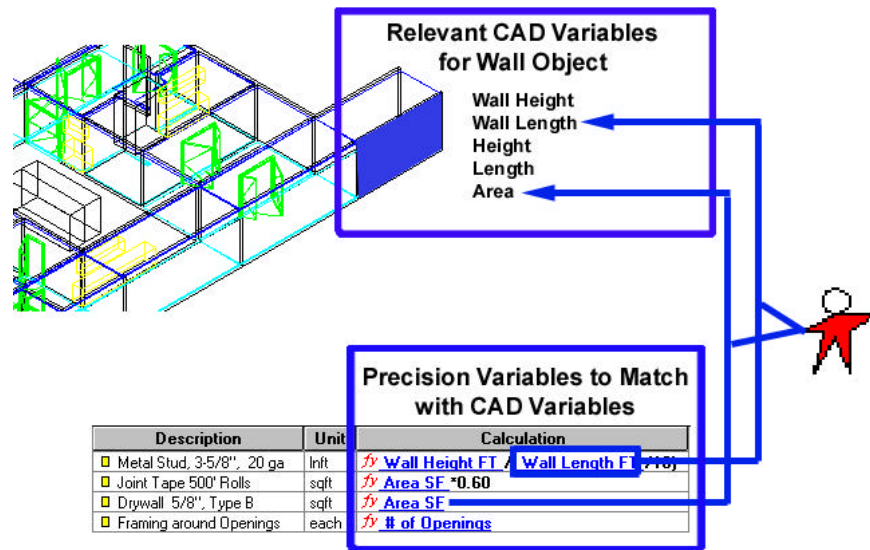 Relevant CAD Variables
for Wall Object
Wall Height
Wall Length
Height
Length
Area
Precision Variables to Match
with CAD Variables
Description Unit Calculation
Metal Stud, 3-5/8", 20 ga lnft fy Wall Height FT Wall Length FT /16)
Joint Tape 500' Rolls sqft fy Area SF *0.60
Drywall 5/8", Type B sqft fy Area SF
Framing around Openings each fy # of Openings